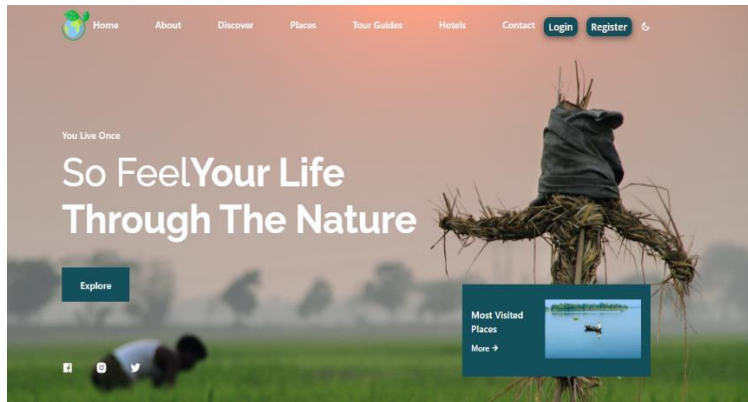 Home About Discover Places Tour Guides Hotels Contact Login Register
You Live Once
So FeelYour Life
Through The Nature
Explore
Most Visited
Places
More →